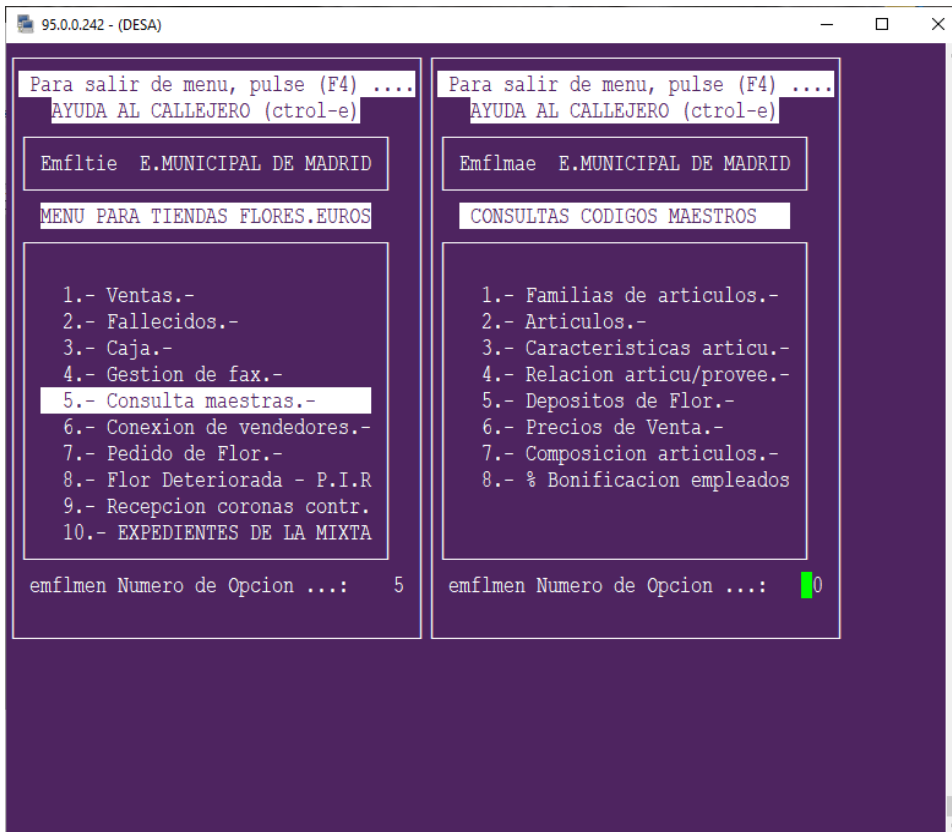 95.0.0.242 - (DESA)
Para salir de menu, pulse (F4) ....
AYUDA AL CALLEJERO (ctrol-e)
Emfltie E.MUNICIPAL DE MADRID
MENU PARA TIENDAS FLORES.EUROS
1.- Ventas.-
2.- Fallecidos.-
3.- Caja.-
4.- Gestion de fax.-
5.- Consulta maestras.-
6.- Conexion de vendedores.-
7.- Pedido de Flor.-
8.- Flor Deteriorada - P.I.R
9.- Recepcion coronas contr.
10.- EXPEDIENTES DE LA MIXTA
emflmen Numero de Opcion ...: 5
Para salir de menu, pulse (F4) ....
AYUDA AL CALLEJERO (ctrol-e)
Emflmae E.MUNICIPAL DE MADRID
CONSULTAS CODIGOS MAESTROS
1.- Familias de articulos.-
2.- Articulos.-
3.- Caracteristicas articu.-
4.- Relacion articu/provee.-
5.- Depositos de Flor.-
6.- Precios de Venta.-
7.- Composicion articulos.-
8.- % Bonificacion empleados
emflmen Numero de Opcion ...: 0